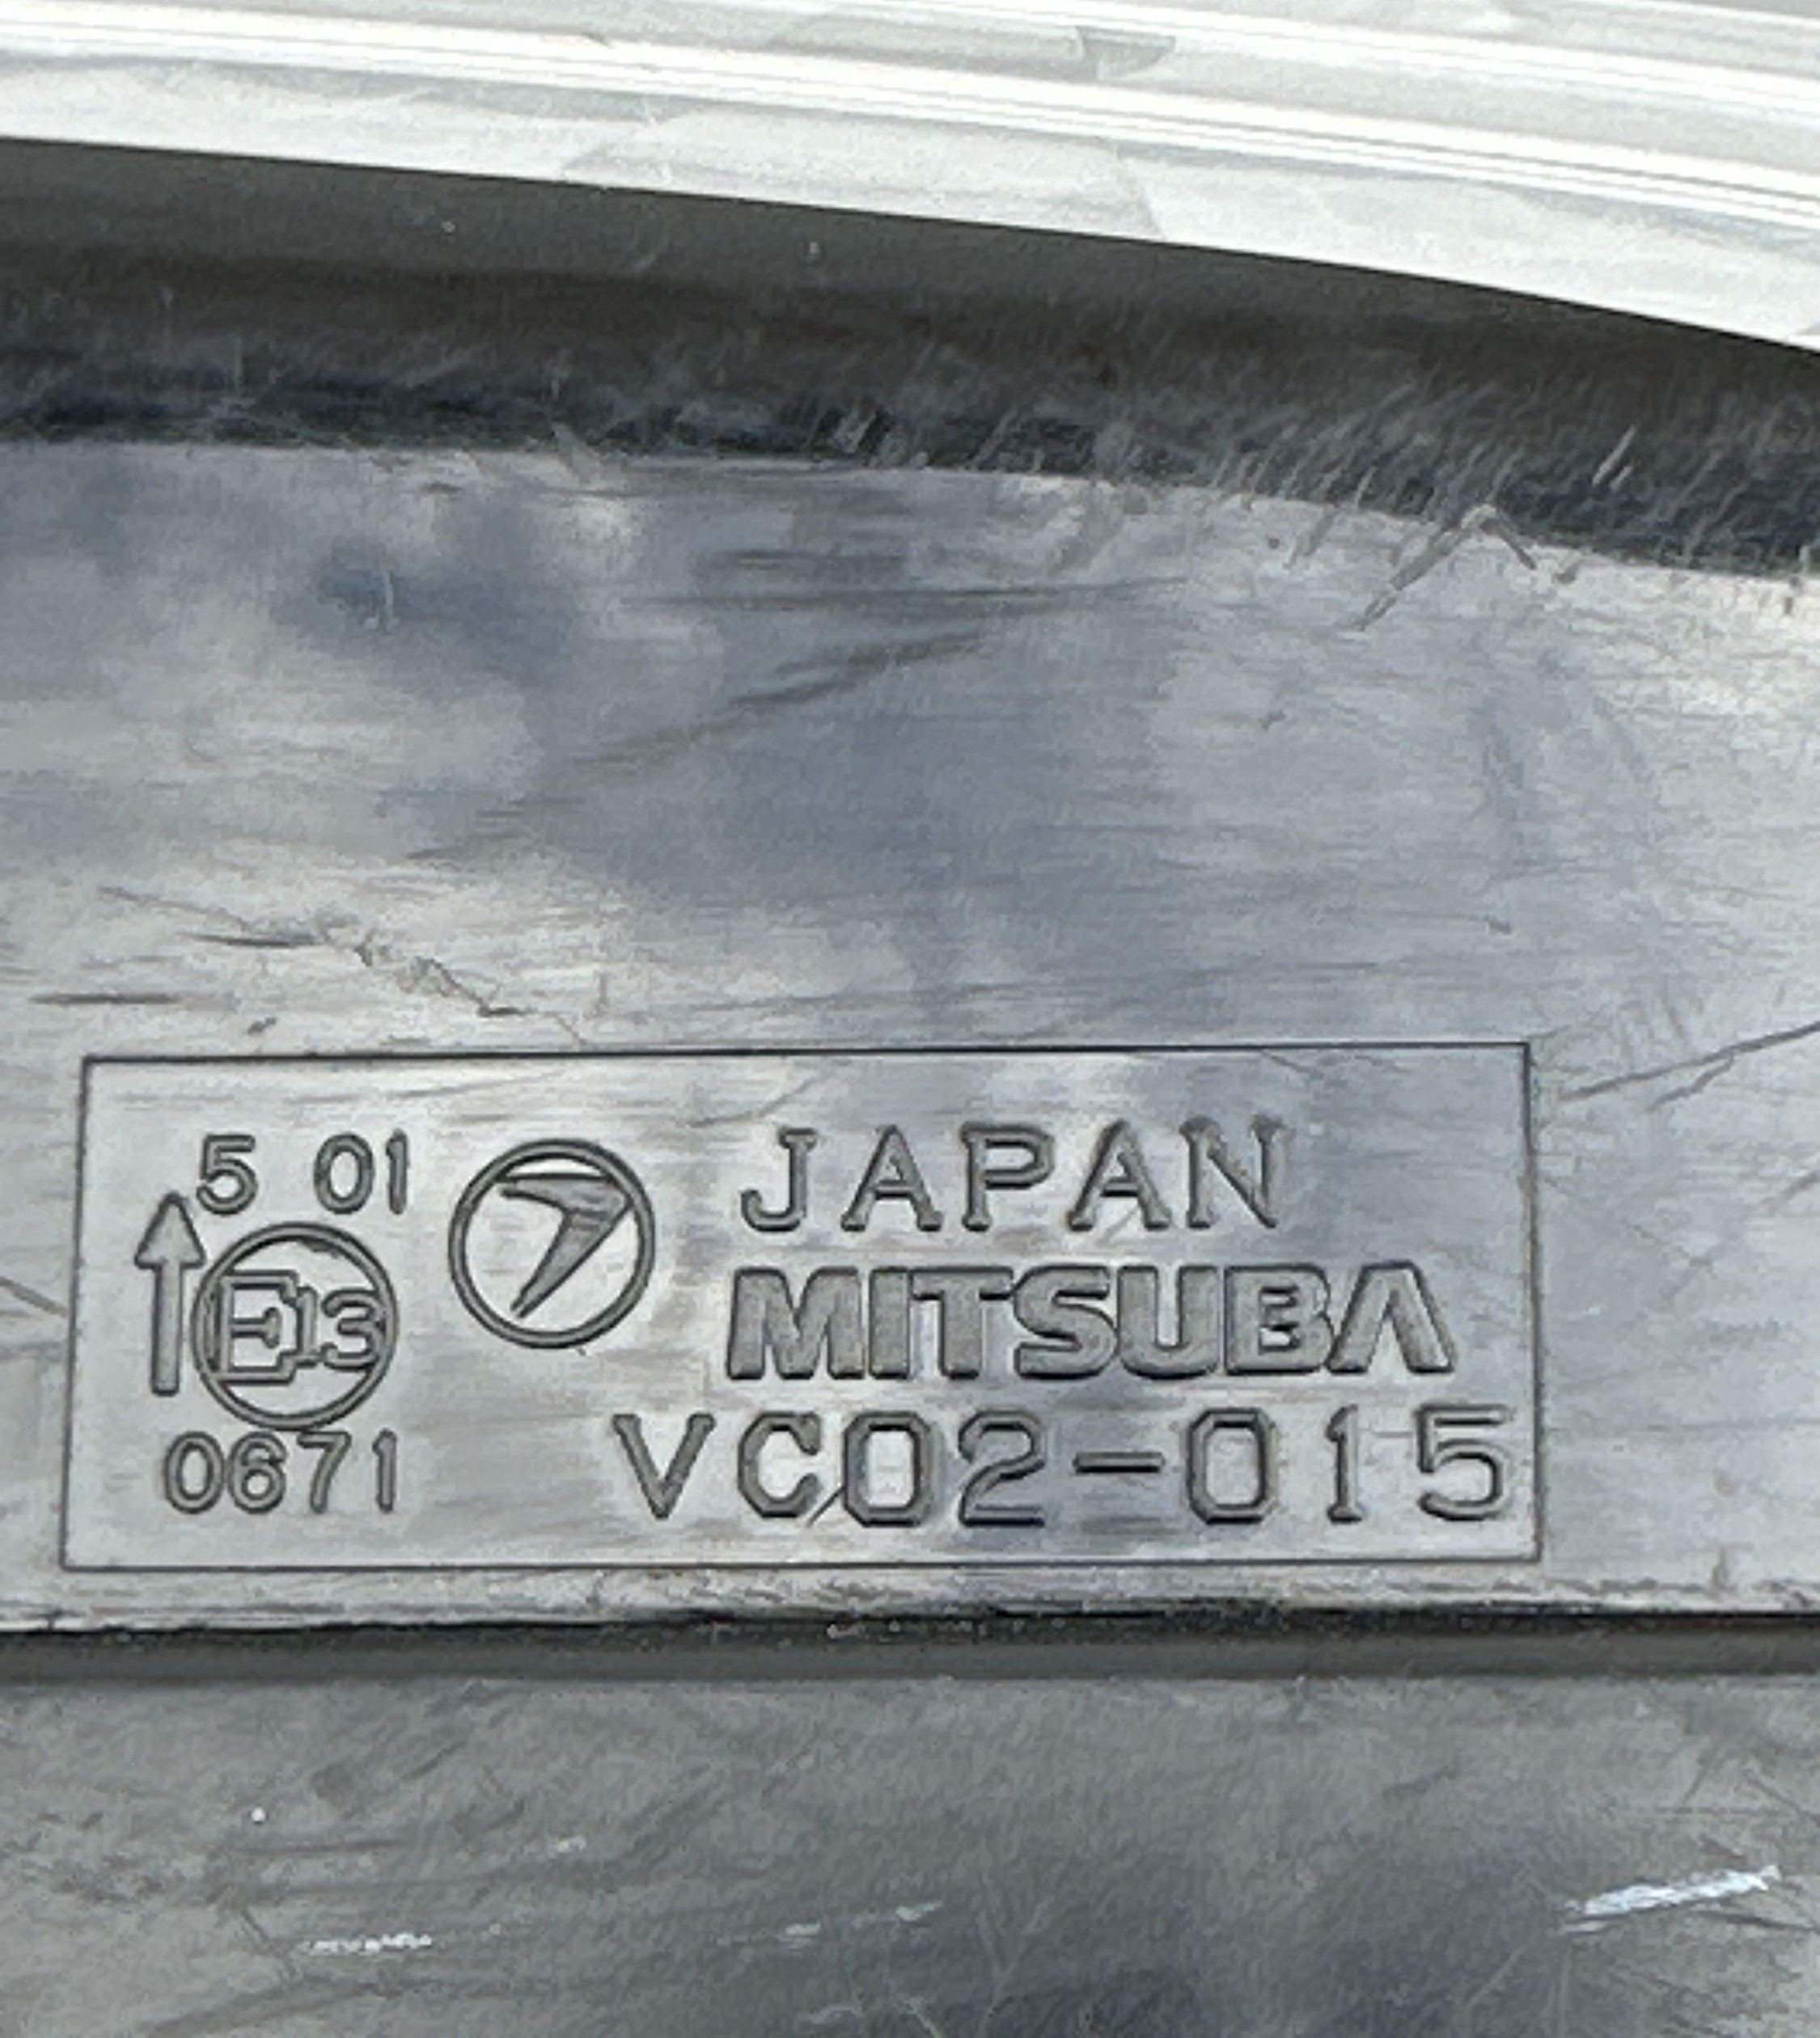 5 01
E13
0671
JAPAN
MITSUBA
VC02-015